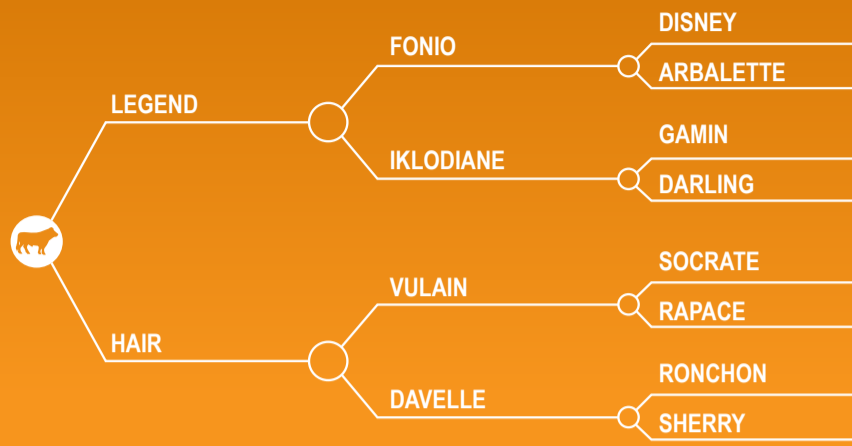 DISNEY
FONIO
ARBALETTE
LEGEND
GAMIN
IKLODIANE
DARLING
SOCRATE
VULAIN
RAPACE
HAIR
RONCHON
DAVELLE
SHERRY